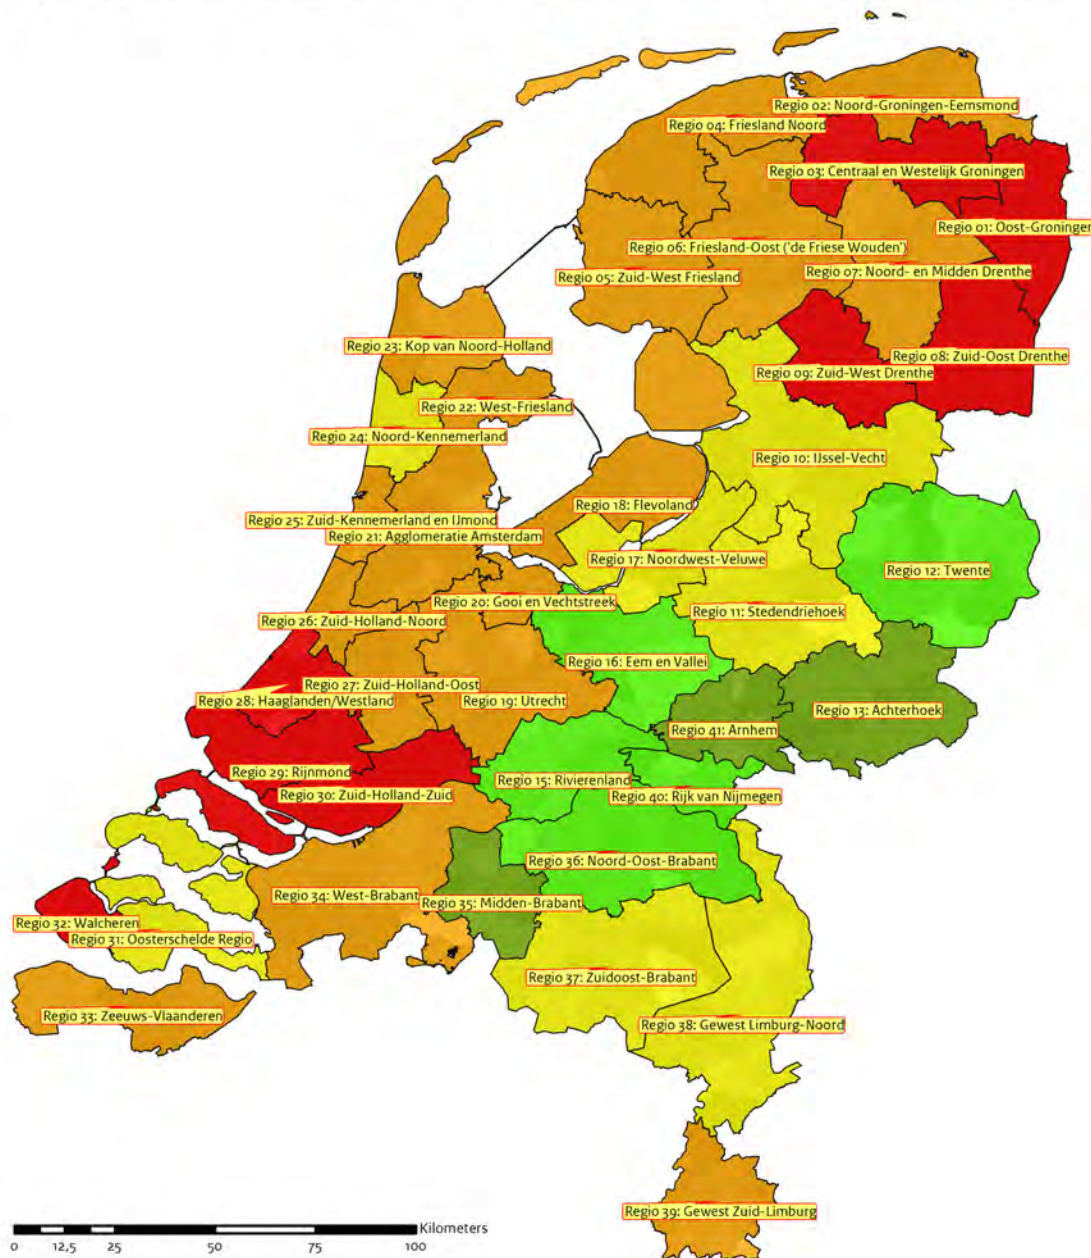 Regio 02: Noord-Groningen-Eemsmond
Regio 04: Friesland Noord
Regio 03: Centraal en Westelijk Groningen
Regio 01: Oost-Groningen
Regio 06: Friesland-Oost ('de Friese Wouden')
Regio 07: Noord- en Midden Drenthe
Regio 05: Zuid-West Friesland
Regio 23: Kop van Noord-Holland
Regio 08: Zuid-Oost Drenthe
Regio 09: Zuid-West Drenthe
Regio 22: West-Friesland
Regio 24: Noord-Kennemerland
Regio 10: IJssel-Vecht
Regio 18: Flevoland
Regio 25: Zuid-Kennemerland en IJmond
Regio 21: Agglomeratie Amsterdam
Regio 17: Noordwest-Veluwe
Regio 12: Twente
Regio 20: Gooi en Vechtstreek
Regio 11: Stedendriehoek
Regio 26: Zuid-Holland-Noord
Regio 16: Eem en Vallei
Regio 27: Zuid-Holland-Oost
Regio 28: Haaglanden/Westland
Regio 19: Utrecht
Regio 13: Achterhoek
Regio 41: Arnhem
Regio 29: Rijnmond
Regio 15: Rivierenland
Regio 30: Zuid-Holland-Zuid
Regio 40: Rijk van Nijmegen
Regio 36: Noord-Oost-Brabant
Regio 34: West-Brabant
Regio 35: Midden-Brabant
Regio 32: Walcheren
Regio 31: Oosterschelde Regio
Regio 37: Zuidoost-Brabant
Regio 33: Zeeuws-Vlaanderen
Regio 38: Gewest Limburg-Noord
Regio 39: Gewest Zuid-Limburg
Kilometers
0 12,5 25 50 75 100